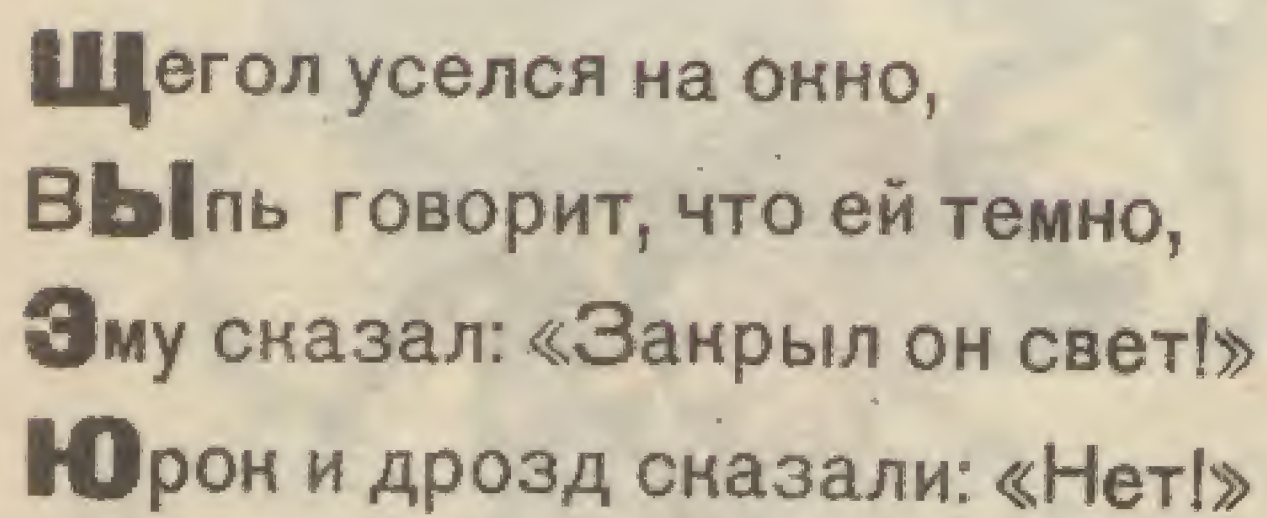 Щегол уселся на окно,
Выпь говорит, что ей темно,
Эму сказал: «Закрыл он свет!»
Юрок и дрозд сказали: «Нет!»